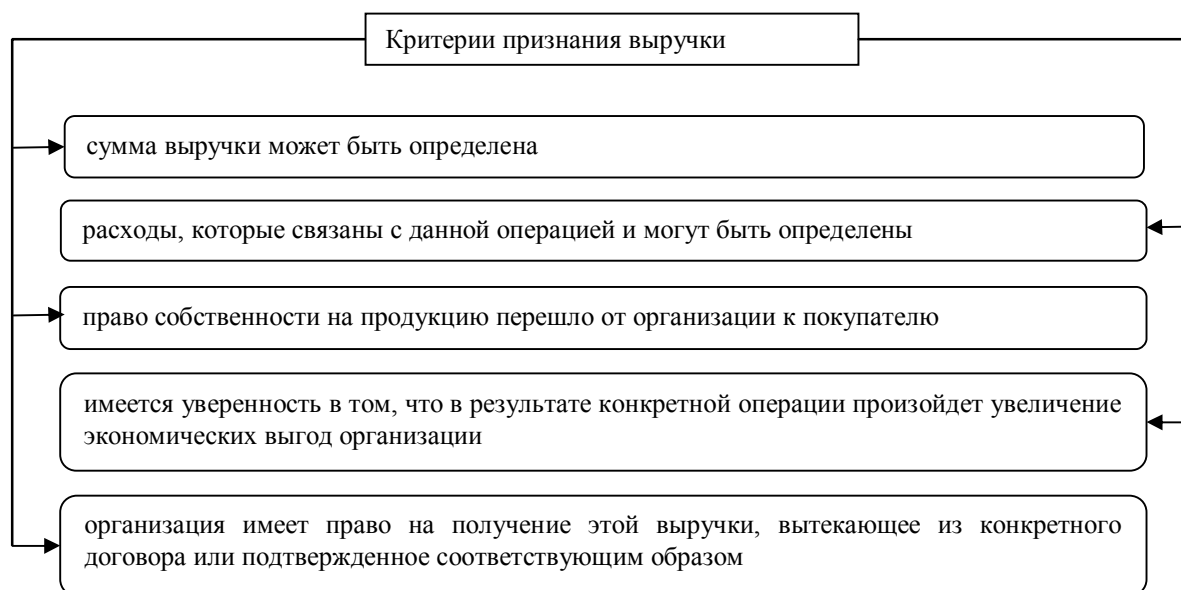 Критерии признания выручки
сумма выручки может быть определена
расходы, которые связаны с данной операцией и могут быть определены
право собственности на продукцию перешло от организации к покупателю
имеется уверенность в том, что в результате конкретной операции произойдет увеличение
экономических выгод организации
организация имеет право на получение этой выручки, вытекающее из конкретного
договора или подтвержденное соответствующим образом